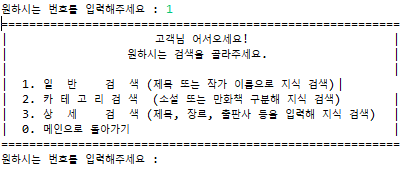 원하시는 번호를 입력해주세요 : 1
==================================================
| 고객님 어서오세요! |
| 원하시는 검색을 골라주세요. |
| |
| 1. 일 반 검 색 (제목 또는 작가 이름으로 지식 검색) |
| 2. 카 테 고 리 검 색 (소설 또는 만화책 구분해 지식 검색) |
| 3. 상 세 검 색 (제목, 장르, 출판사 등을 입력해 지식 검색) |
| 0. 메인으로 돌아가기 |
==================================================
원하시는 번호를 입력해주세요 :